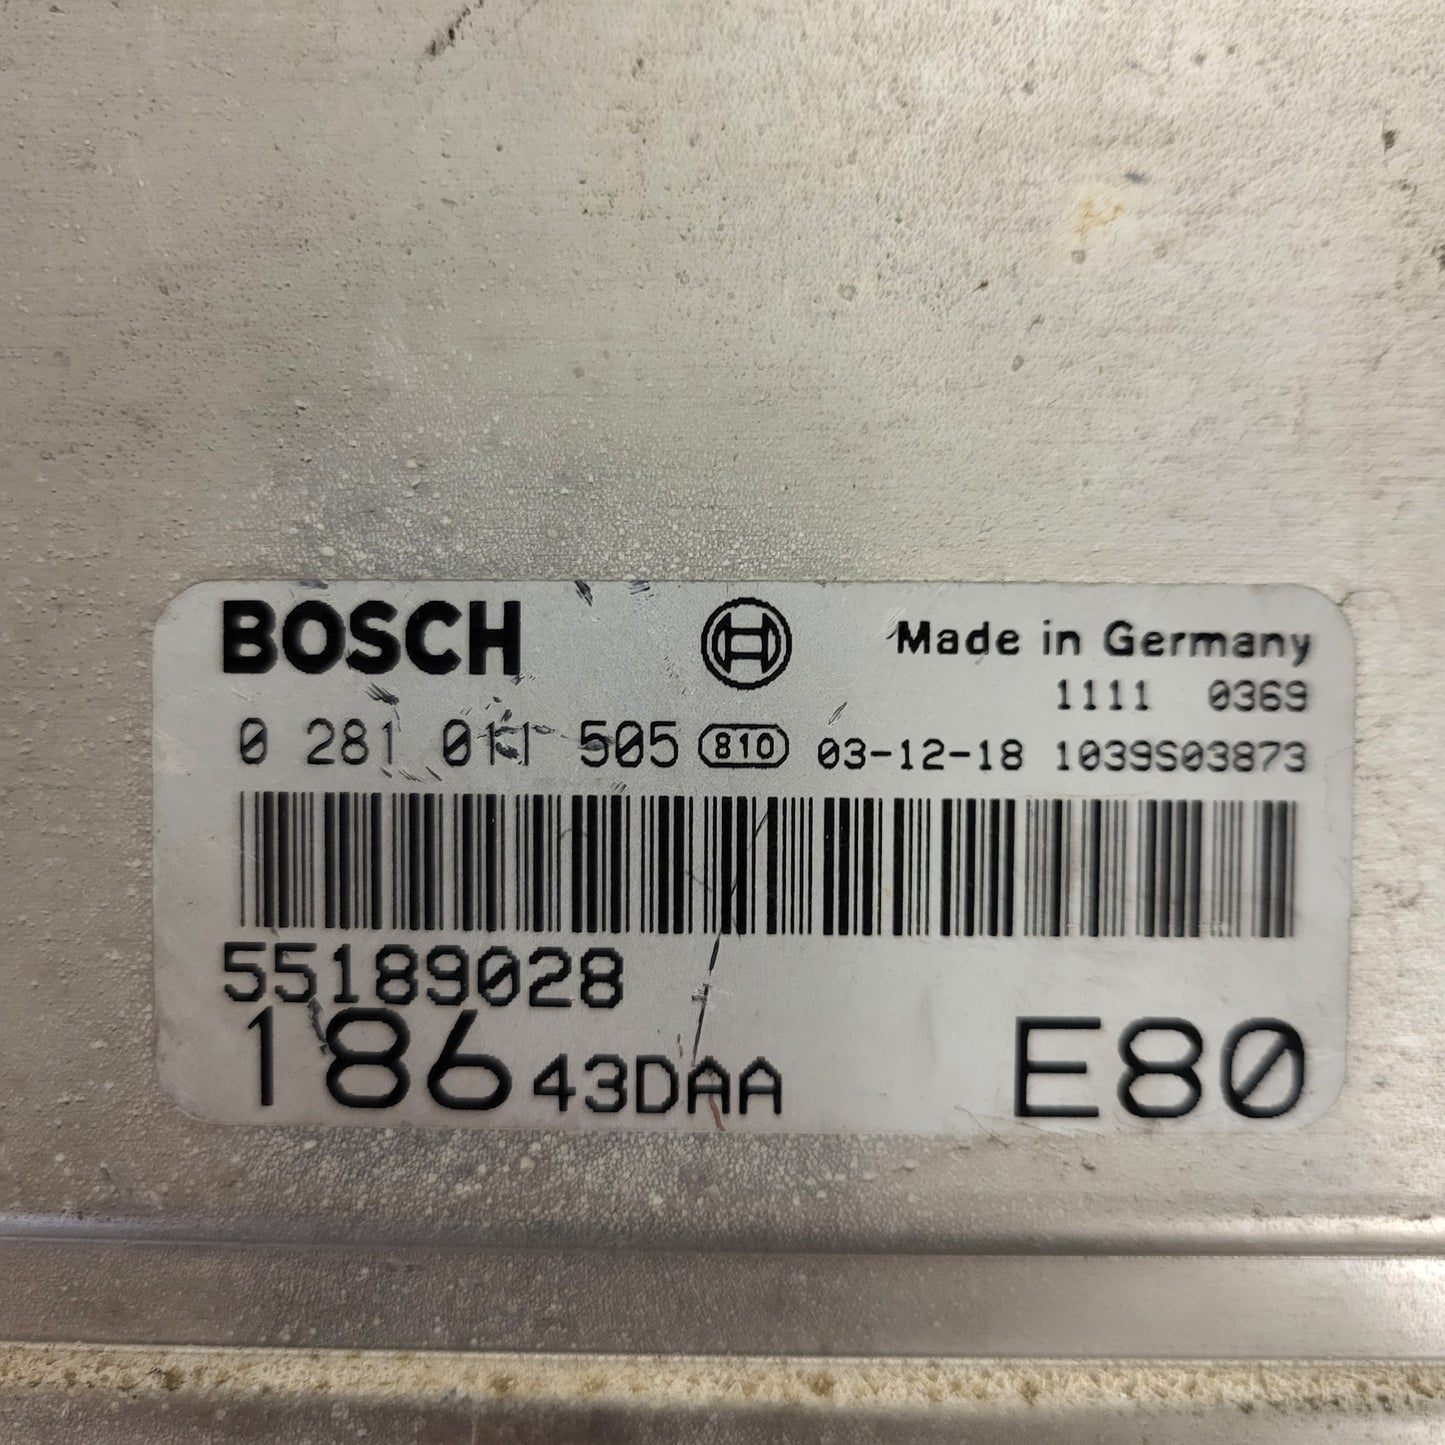 BOSCH Made in Germany
1111 0369
0 281 011 505 810 03-12-18 1039S03873
55189028
186 43DAA E80